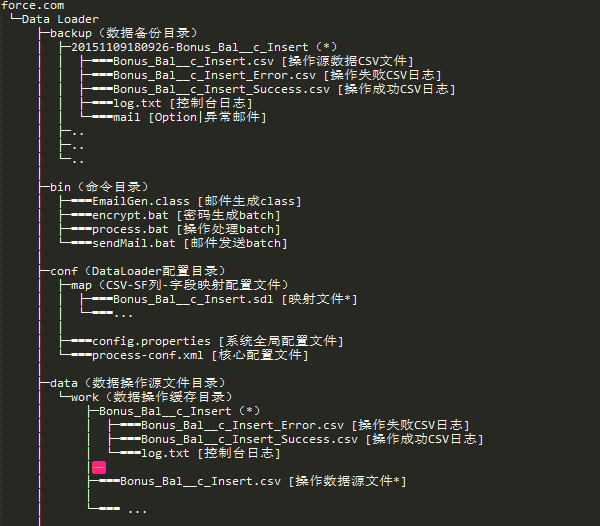 force.com
└─Data Loader
├─backup（数据备份目录）
│ ├─20151109180926-Bonus_Bal__c_Insert（*）
│ │ ├─===Bonus_Bal__c_Insert.csv [操作源数据CSV文件]
│ │ ├─===Bonus_Bal__c_Insert_Error.csv [操作失败CSV日志]
│ │ ├─===Bonus_Bal__c_Insert_Success.csv [操作成功CSV日志]
│ │ ├─===log.txt [控制台日志]
│ │ └─===mail [Option|异常邮件]
│ ├─..
│ ├─..
│ └─..
│
├─bin（命令目录）
│ ├─===EmailGen.class [邮件生成class]
│ ├─===encrypt.bat [密码生成batch]
│ ├─===process.bat [操作处理batch]
│ └─===sendMail.bat [邮件发送batch]
│
├─conf（DataLoader配置目录）
│ ├─map（CSV-SF列-字段映射配置文件）
│ │ ├─===Bonus_Bal__c_Insert.sdl [映射文件*]
│ │ └─===...
│ │
│ ├─===config.properties [系统全局配置文件]
│ └─===process-conf.xml [核心配置文件]
│
├─data（数据操作源文件目录）
│ └─work（数据操作缓存目录）
│ ├─Bonus_Bal__c_Insert（*）
│ │ ├─===Bonus_Bal__c_Insert_Error.csv [操作失败CSV日志]
│ │ ├─===Bonus_Bal__c_Insert_Success.csv [操作成功CSV日志]
│ │ └─===log.txt [控制台日志]
│ │
│ ├─===Bonus_Bal__c_Insert.csv [操作数据源文件*]
│ │
│ └─=== ...